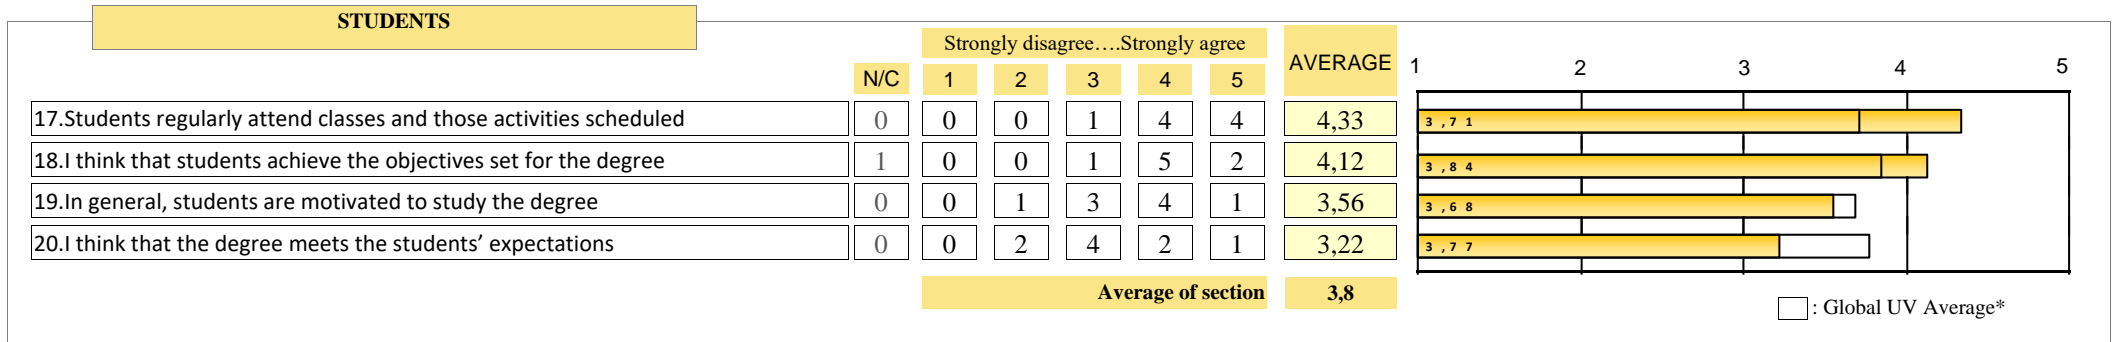 STUDENTS
Strongly disagree….Strongly agree
AVERAGE
N/C 1 2 3 4 5
1 2 3 4 5
17.Students regularly attend classes and those activities scheduled 0 0 0 1 4 4 4,33 3,71
18.I think that students achieve the objectives set for the degree 1 0 0 1 5 2 4,12 3,84
19.In general, students are motivated to study the degree 0 0 1 3 4 1 3,56 3,68
20.I think that the degree meets the students’ expectations 0 0 2 4 2 1 3,22 3,77
Average of section 3,8
: Global UV Average*